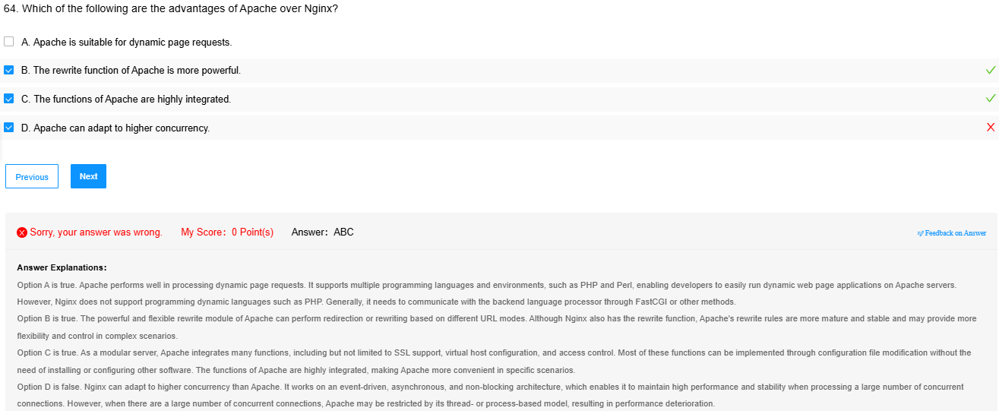 64. Which of the following are the advantages of Apache over Nginx?
A. Apache is suitable for dynamic page requests.
B. The rewrite function of Apache is more powerful.
C. The functions of Apache are highly integrated.
D. Apache can adapt to higher concurrency.
Previous Next
Sorry, your answer was wrong. My Score: 0 Point(s) Answer: ABC Feedback on Answer
Answer Explanations:
Option A is true. Apache performs well in processing dynamic page requests. It supports multiple programming languages and environments, such as PHP and Perl, enabling developers to easily run dynamic web page applications on Apache servers.
However, Nginx does not support programming dynamic languages such as PHP. Generally, it needs to communicate with the backend language processor through FastCGI or other methods.
Option B is true. The powerful and flexible rewrite module of Apache can perform redirection or rewriting based on different URL modes. Although Nginx also has the rewrite function, Apache's rewrite rules are more mature and stable and may provide more
flexibility and control in complex scenarios.
Option C is true. As a modular server, Apache integrates many functions, including but not limited to SSL support, virtual host configuration, and access control. Most of these functions can be implemented through configuration file modification without the
need of installing or configuring other software. The functions of Apache are highly integrated, making Apache more convenient in specific scenarios.
Option D is false. Nginx can adapt to higher concurrency than Apache. It works on an event-driven, asynchronous, and non-blocking architecture, which enables it to maintain high performance and stability when processing a large number of concurrent
connections. However, when there are a large number of concurrent connections, Apache may be restricted by its thread- or process-based model, resulting in performance deterioration.